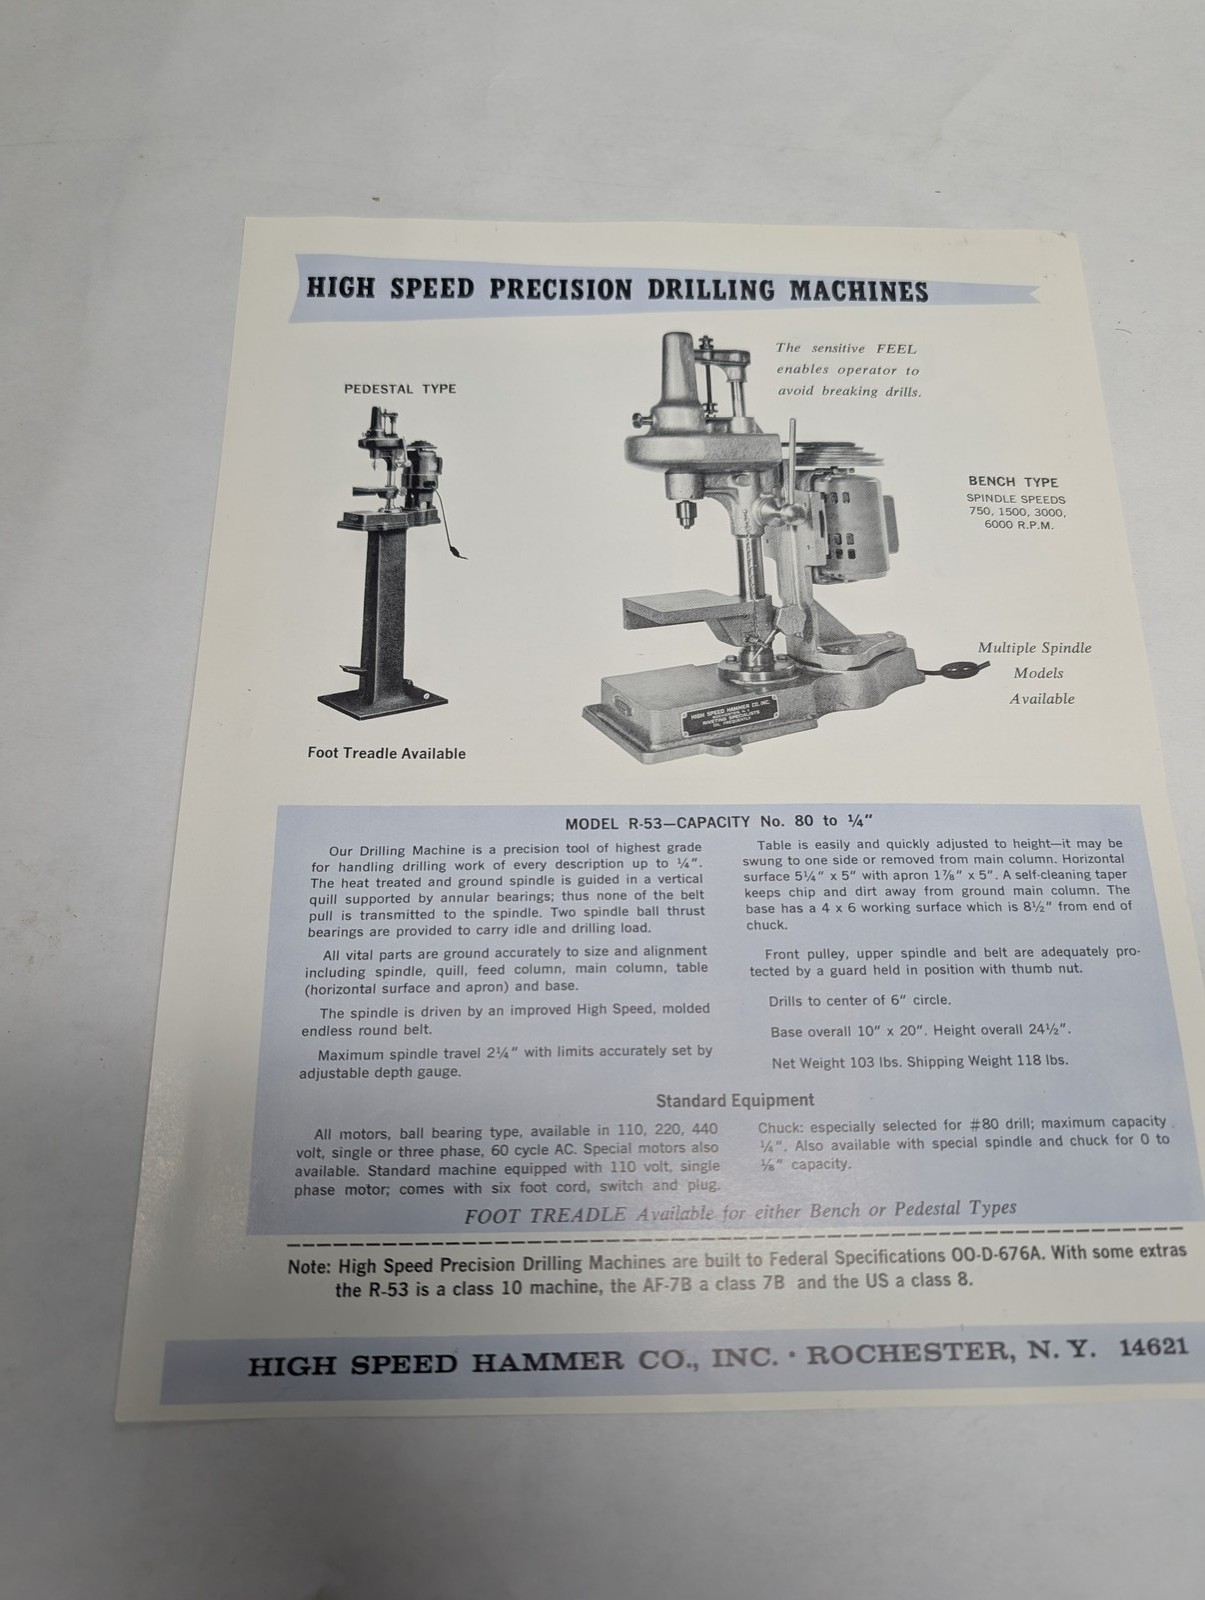 HIGH SPEED PRECISION DRILLING MACHINES
The sensitive FEEL
enables operator to
avoid breaking drills.
PEDESTAL TYPE
BENCH TYPE
SPINDLE SPEEDS
750, 1500, 3000,
6000 R.P.M.
Multiple Spindle
Models
Available
HIGH SPEED HAMMER CO. INC.
ROCHESTER, N.Y.
RIVETING SPECIALISTS
OIL FREQUENTLY
Foot Treadle Available
MODEL R-53—CAPACITY No. 80 to ¼"
Our Drilling Machine is a precision tool of highest grade
for handling drilling work of every description up to ¼".
The heat treated and ground spindle is guided in a vertical
quill supported by annular bearings; thus none of the belt
pull is transmitted to the spindle. Two spindle ball thrust
bearings are provided to carry idle and drilling load.
All vital parts are ground accurately to size and alignment
including spindle, quill, feed column, main column, table
(horizontal surface and apron) and base.
The spindle is driven by an improved High Speed, molded
endless round belt.
Maximum spindle travel 2¼" with limits accurately set by
adjustable depth gauge.
Table is easily and quickly adjusted to height—it may be
swung to one side or removed from main column. Horizontal
surface 5¼" x 5" with apron 1⅞" x 5". A self-cleaning taper
keeps chip and dirt away from ground main column. The
base has a 4 x 6 working surface which is 8½" from end of
chuck.
Front pulley, upper spindle and belt are adequately pro-
tected by a guard held in position with thumb nut.
Drills to center of 6" circle.
Base overall 10" x 20". Height overall 24½".
Net Weight 103 lbs. Shipping Weight 118 lbs.
Standard Equipment
All motors, ball bearing type, available in 110, 220, 440
volt, single or three phase, 60 cycle AC. Special motors also
available. Standard machine equipped with 110 volt, single
phase motor; comes with six foot cord, switch and plug.
Chuck: especially selected for #80 drill; maximum capacity
¼". Also available with special spindle and chuck for 0 to
⅛" capacity.
FOOT TREADLE Available for either Bench or Pedestal Types
Note: High Speed Precision Drilling Machines are built to Federal Specifications OO-D-676A. With some extras
the R-53 is a class 10 machine, the AF-7B a class 7B and the US a class 8.
HIGH SPEED HAMMER CO., INC. • ROCHESTER, N. Y. 14621